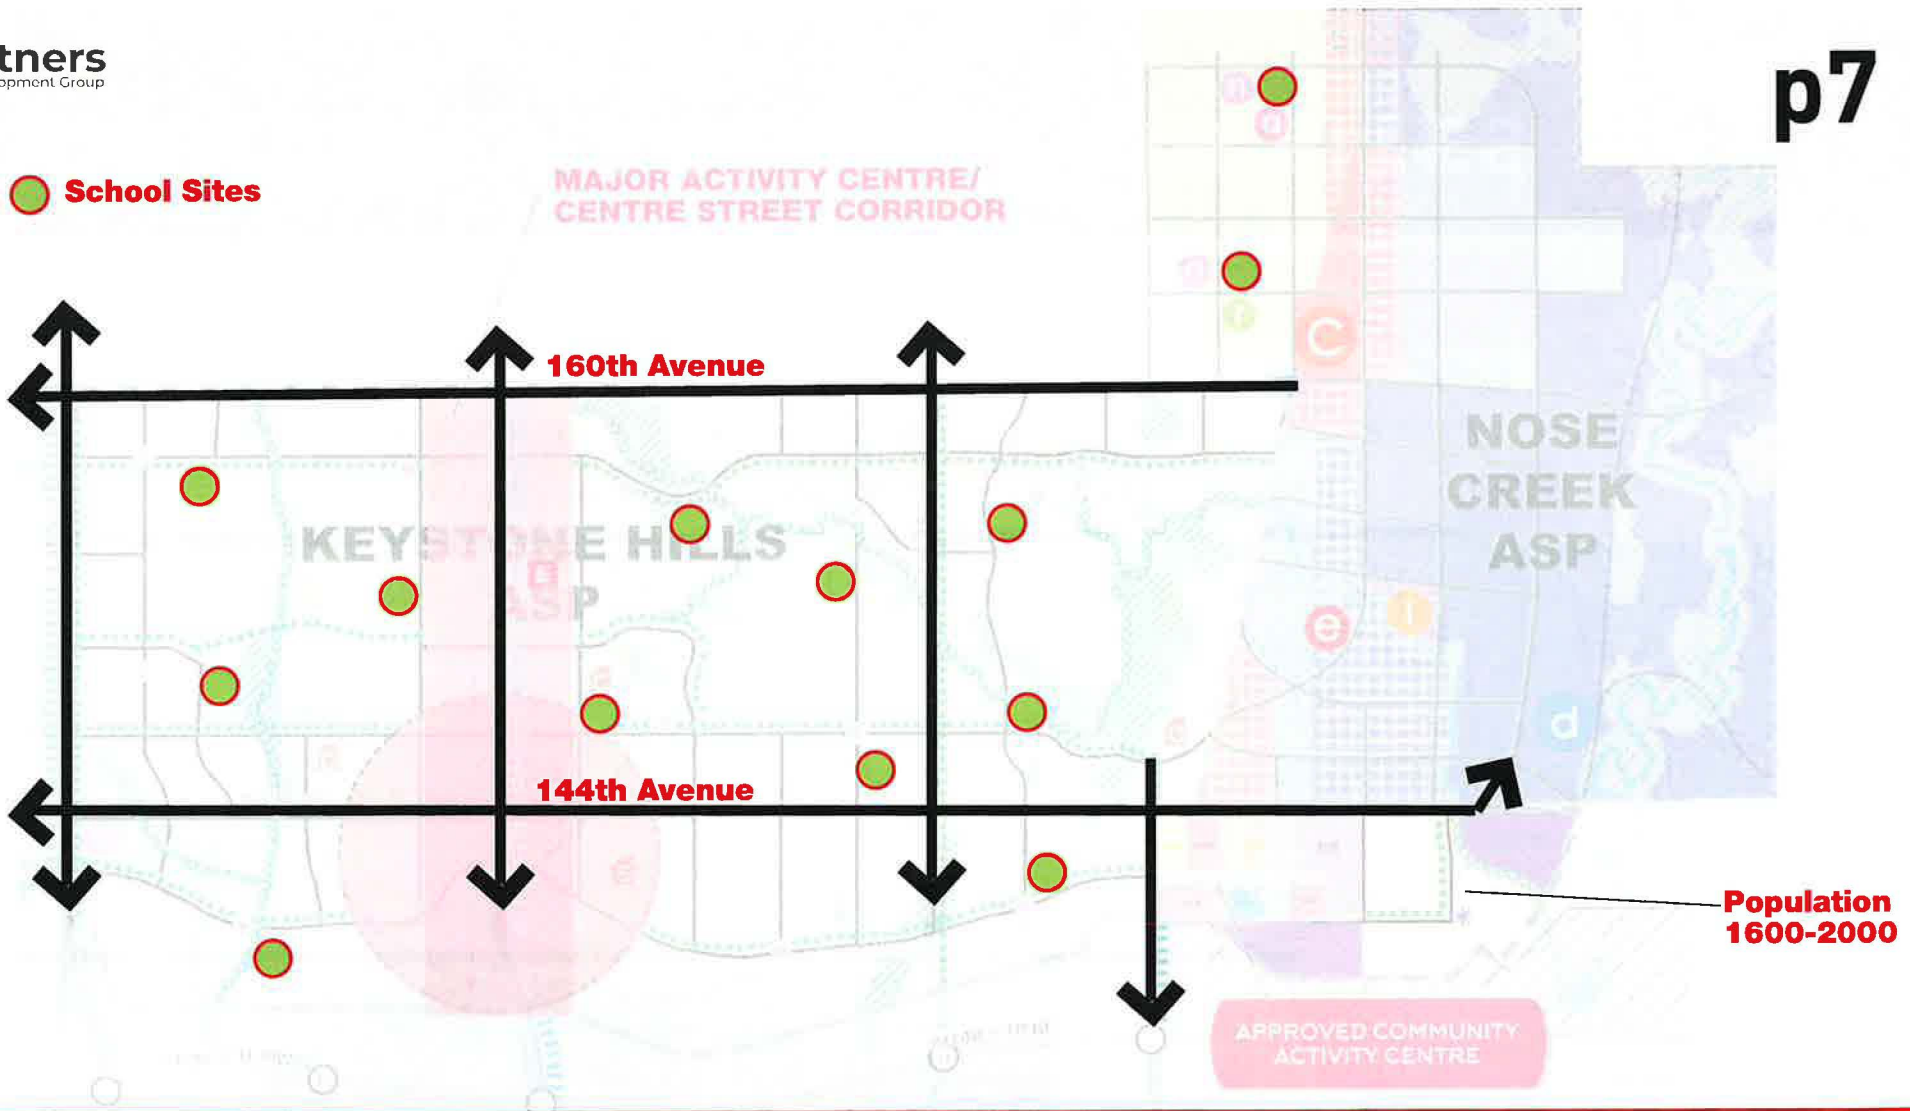 tners
opment Group
p7
School Sites
MAJOR ACTIVITY CENTRE/
CENTRE STREET CORRIDOR
160th Avenue
C
NOSE
CREEK
ASP
KEYSTONE HILLS
ASP
e
d
144th Avenue
Population
1600-2000
APPROVED COMMUNITY
ACTIVITY CENTRE